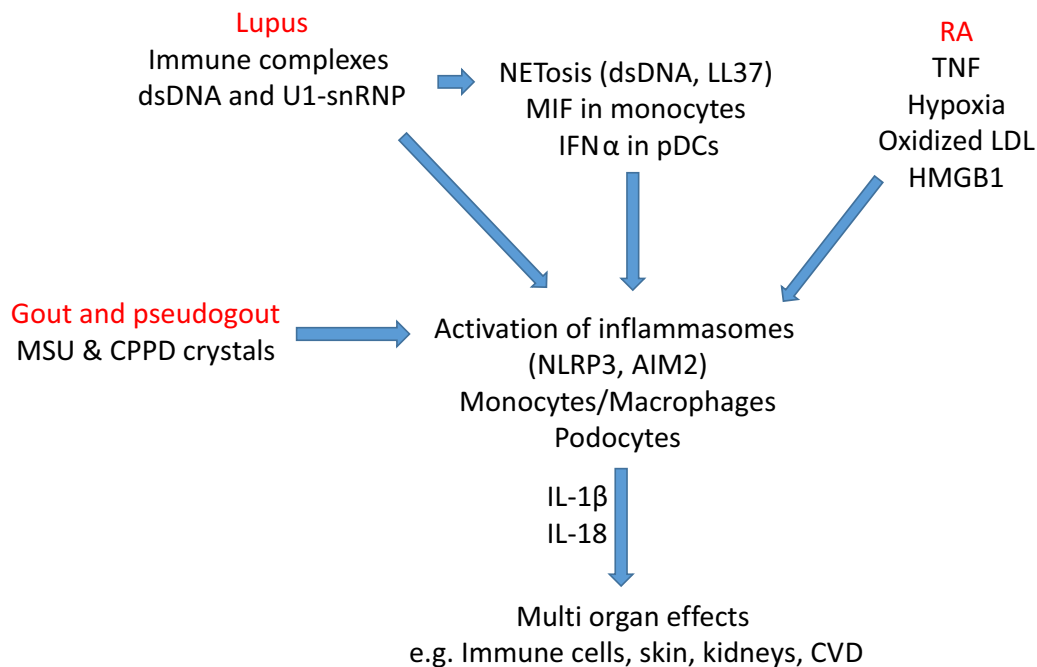 Lupus
Immune complexes
dsDNA and U1-snRNP
NETosis (dsDNA, LL37)
MIF in monocytes
IFNα in pDCs
RA
TNF
Hypoxia
Oxidized LDL
HMGB1
Gout and pseudogout
MSU & CPPD crystals
Activation of inflammasomes
(NLRP3, AIM2)
Monocytes/Macrophages
Podocytes
IL-1β
IL-18
Multi organ effects
e.g. Immune cells, skin, kidneys, CVD